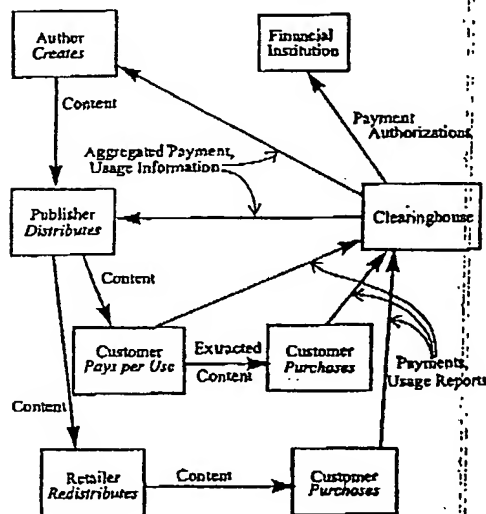 Author
Creates
Financial
Institution
Content
Payment
Authorizations
Aggregated Payment,
Usage Information
Publisher
Distributes
Clearinghouse
Content
Customer
Pays per Use
Extracted
Content
Customer
Purchases
Payments,
Usage Reports
Content
Retailer
Redistributes
Content
Customer
Purchases